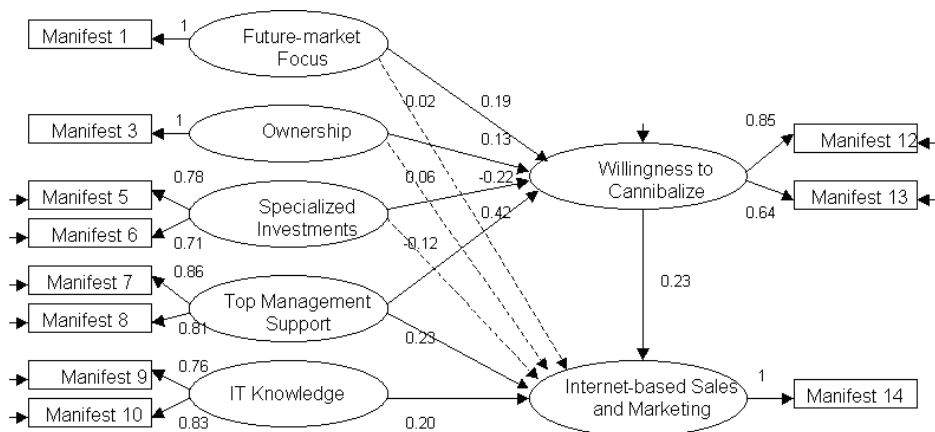 Manifest 1
1
Future-market
Focus
Manifest 3
1
Ownership
0.02
0.19
0.13
Manifest 5
0.78
Specialized
Investments
Manifest 6
0.71
0.06
-0.22
0.42
-0.12
Willingness to
Cannibalize
0.85
Manifest 12
Manifest 13
0.64
Manifest 7
0.86
Top Management
Support
Manifest 8
0.81
0.23
0.23
Manifest 9
0.76
IT Knowledge
Manifest 10
0.83
0.20
Internet-based Sales
and Marketing
1
Manifest 14